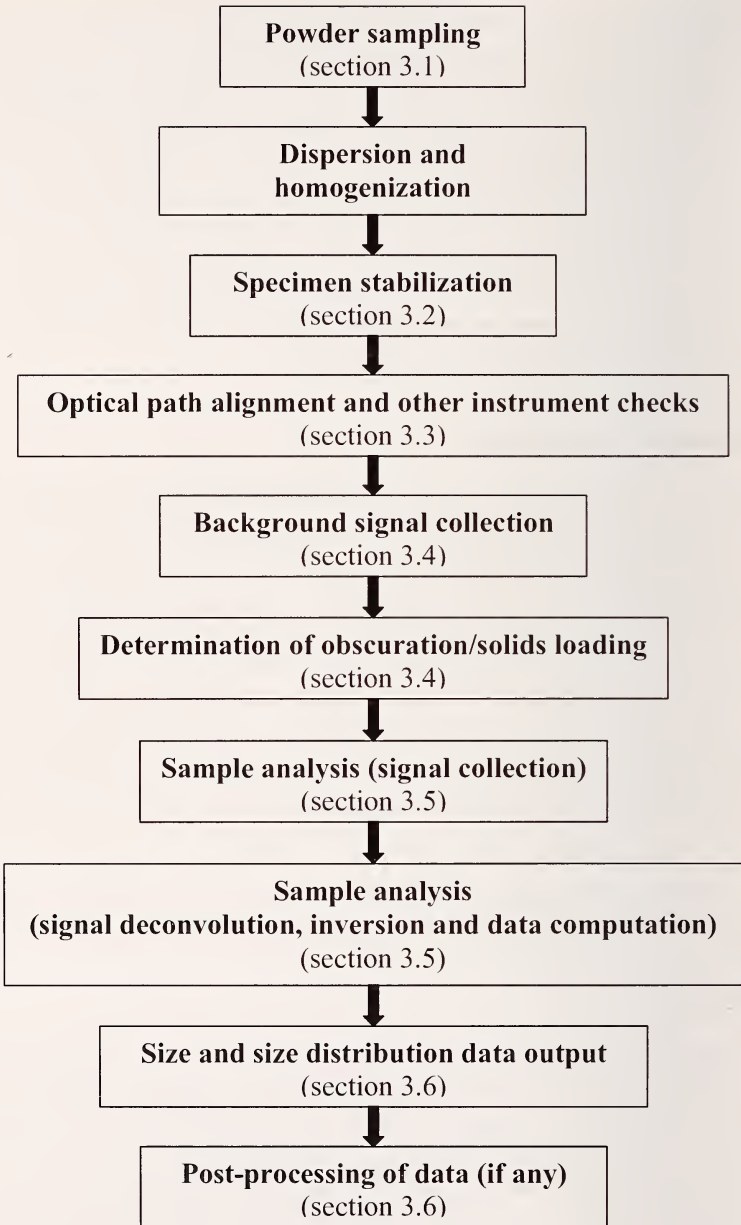 Powder sampling
(section 3.1)
Dispersion and
homogenization
Specimen stabilization
(section 3.2)
Optical path alignment and other instrument checks
(section 3.3)
Background signal collection
(section 3.4)
Determination of obscuration/solids loading
(section 3.4)
Sample analysis (signal collection)
(section 3.5)
Sample analysis
(signal deconvolution, inversion and data computation)
(section 3.5)
Size and size distribution data output
(section 3.6)
Post-processing of data (if any)
(section 3.6)